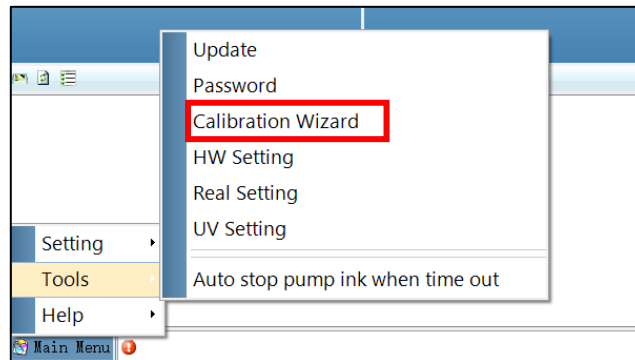 Update
Password
Calibration Wizard
HW Setting
Real Setting
UV Setting
Auto stop pump ink when time out
Setting
Tools
Help
Main Menu